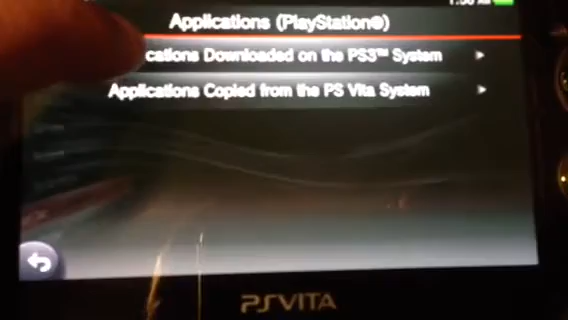 Applications (PlayStation®)
cations Downloaded on the PS3™ System
Applications Copied from the PS Vita System
PSVITA